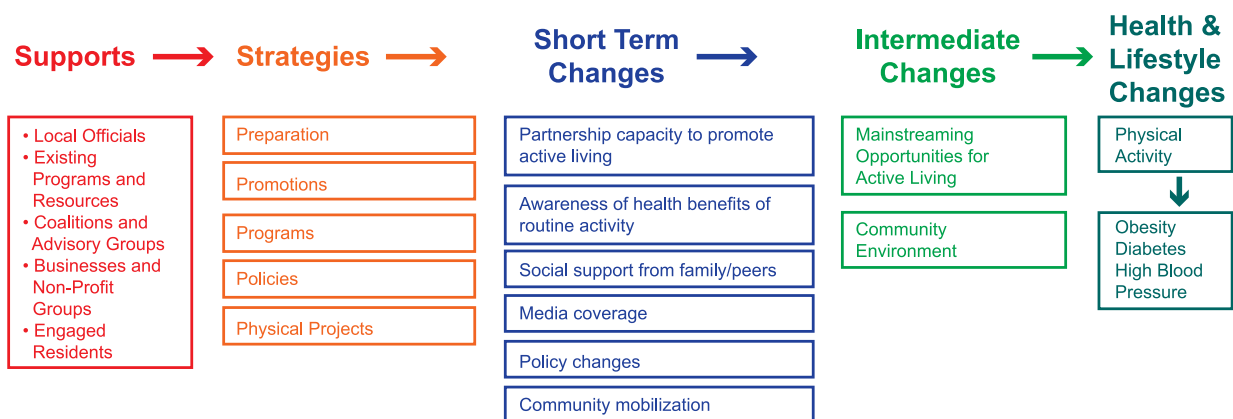 Supports
Strategies
Short Term
Changes
Intermediate
Changes
Health &
Lifestyle
Changes
• Local Officials
• Existing
Programs and
Resources
• Coalitions and
Advisory Groups
• Businesses and
Non-Profit
Groups
• Engaged
Residents
Preparation
Promotions
Programs
Policies
Physical Projects
Partnership capacity to promote
active living
Awareness of health benefits of
routine activity
Social support from family/peers
Media coverage
Policy changes
Community mobilization
Mainstreaming
Opportunities for
Active Living
Community
Environment
Physical
Activity
Obesity
Diabetes
High Blood
Pressure